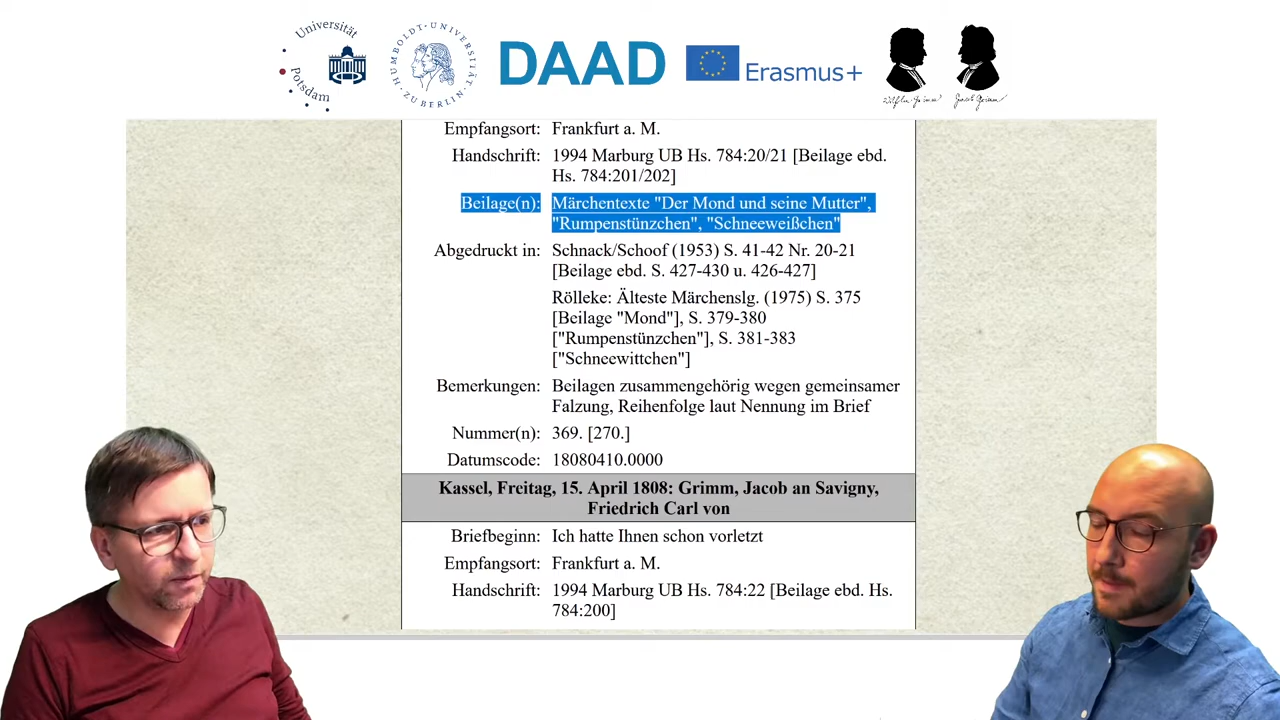 Universität
Potsdam
HUMBOLDT-UNIVERSITÄT
ZU BERLIN
DAAD
Erasmus+
Wilhelm Grimm
Jacob Grimm
Empfangsort: Frankfurt a. M.
Handschrift: 1994 Marburg UB Hs. 784:20/21 [Beilage ebd.
Hs. 784:201/202]
Beilage(n): Märchentexte "Der Mond und seine Mutter",
"Rumpenstünzchen", "Schneeweißchen"
Abgedruckt in: Schnack/Schoof (1953) S. 41-42 Nr. 20-21
[Beilage ebd. S. 427-430 u. 426-427]
Rölleke: Älteste Märchenslg. (1975) S. 375
[Beilage "Mond"], S. 379-380
["Rumpenstünzchen"], S. 381-383
["Schneewittchen"]
Bemerkungen: Beilagen zusammengehörig wegen gemeinsamer
Falzung, Reihenfolge laut Nennung im Brief
Nummer(n): 369. [270.]
Datumscode: 18080410.0000
Kassel, Freitag, 15. April 1808: Grimm, Jacob an Savigny,
Friedrich Carl von
Briefbeginn: Ich hatte Ihnen schon vorletzt
Empfangsort: Frankfurt a. M.
Handschrift: 1994 Marburg UB Hs. 784:22 [Beilage ebd. Hs.
784:200]